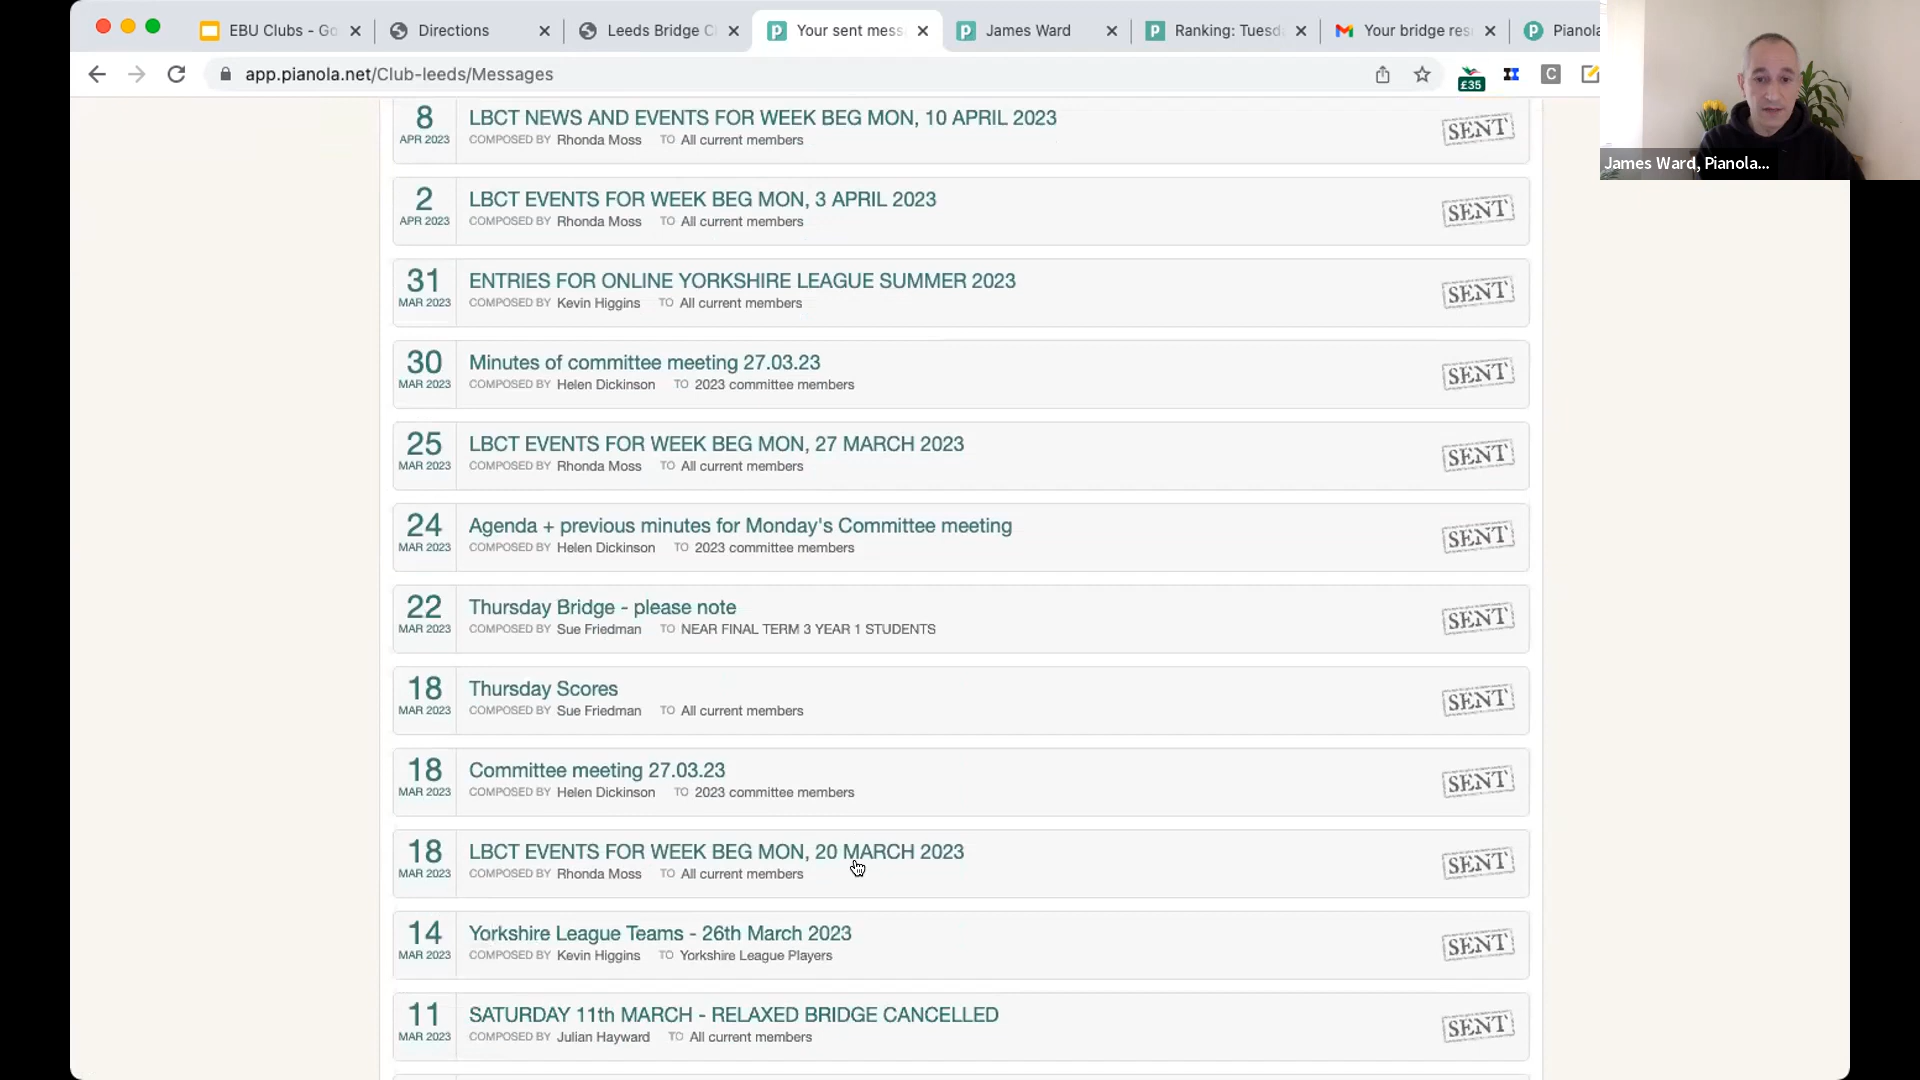 EBU Clubs - Go
Directions
Leeds Bridge C
Your sent mess
James Ward
Ranking: Tuesd
Your bridge res
Pianola
app.pianola.net/Club-leeds/Messages
£35
C
James Ward, Pianola...
8
APR 2023
LBCT NEWS AND EVENTS FOR WEEK BEG MON, 10 APRIL 2023
COMPOSED BY Rhonda Moss TO All current members
SENT
2
APR 2023
LBCT EVENTS FOR WEEK BEG MON, 3 APRIL 2023
COMPOSED BY Rhonda Moss TO All current members
SENT
31
MAR 2023
ENTRIES FOR ONLINE YORKSHIRE LEAGUE SUMMER 2023
COMPOSED BY Kevin Higgins TO All current members
SENT
30
MAR 2023
Minutes of committee meeting 27.03.23
COMPOSED BY Helen Dickinson TO 2023 committee members
SENT
25
MAR 2023
LBCT EVENTS FOR WEEK BEG MON, 27 MARCH 2023
COMPOSED BY Rhonda Moss TO All current members
SENT
24
MAR 2023
Agenda + previous minutes for Monday's Committee meeting
COMPOSED BY Helen Dickinson TO 2023 committee members
SENT
22
MAR 2023
Thursday Bridge - please note
COMPOSED BY Sue Friedman TO NEAR FINAL TERM 3 YEAR 1 STUDENTS
SENT
18
MAR 2023
Thursday Scores
COMPOSED BY Sue Friedman TO All current members
SENT
18
MAR 2023
Committee meeting 27.03.23
COMPOSED BY Helen Dickinson TO 2023 committee members
SENT
18
MAR 2023
LBCT EVENTS FOR WEEK BEG MON, 20 MARCH 2023
COMPOSED BY Rhonda Moss TO All current members
SENT
14
MAR 2023
Yorkshire League Teams - 26th March 2023
COMPOSED BY Kevin Higgins TO Yorkshire League Players
SENT
11
MAR 2023
SATURDAY 11th MARCH - RELAXED BRIDGE CANCELLED
COMPOSED BY Julian Hayward TO All current members
SENT